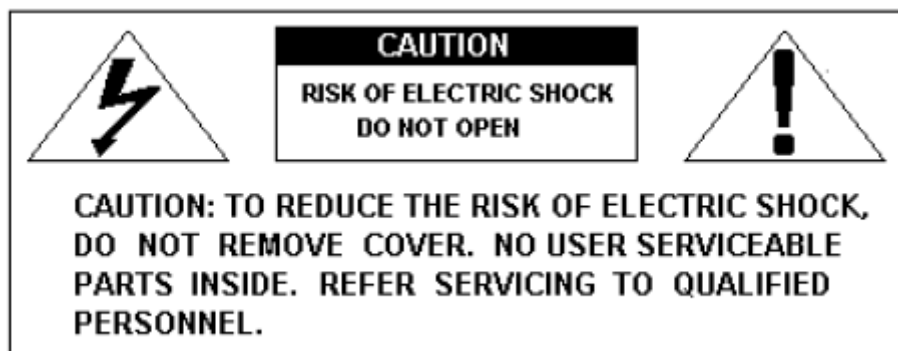 CAUTION
RISK OF ELECTRIC SHOCK
DO NOT OPEN
CAUTION: TO REDUCE THE RISK OF ELECTRIC SHOCK,
DO NOT REMOVE COVER. NO USER SERVICEABLE
PARTS INSIDE. REFER SERVICING TO QUALIFIED
PERSONNEL.